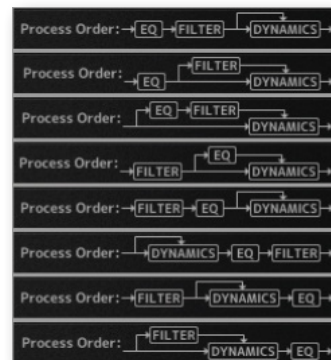 Process Order: EQ FILTER DYNAMICS
FILTER
Process Order: EQ DYNAMICS
EQ FILTER
Process Order: DYNAMICS
EQ
Process Order: FILTER DYNAMICS
Process Order: FILTER EQ DYNAMICS
Process Order: DYNAMICS EQ FILTER
Process Order: FILTER DYNAMICS EQ
FILTER
Process Order: DYNAMICS EQ